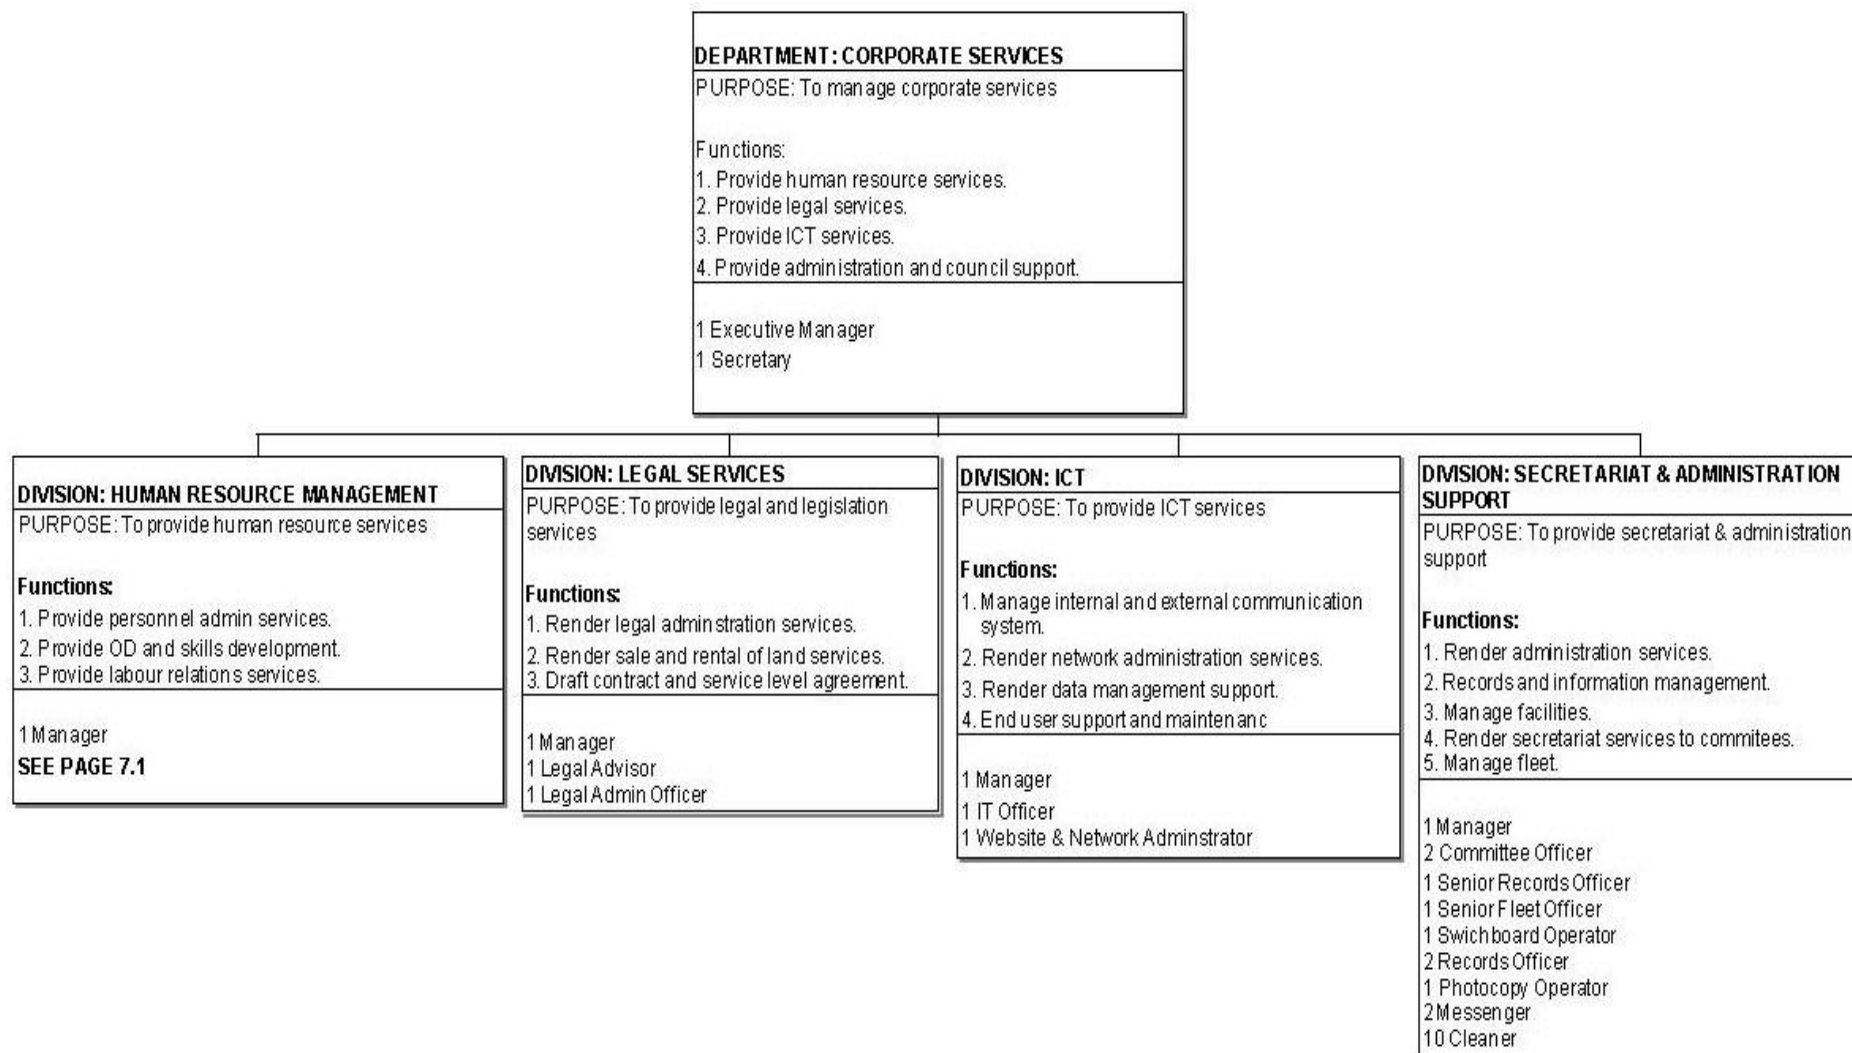 DEPARTMENT: CORPORATE SERVICES
PURPOSE: To manage corporate services
Functions:
1. Provide human resource services.
2. Provide legal services.
3. Provide ICT services.
4. Provide administration and council support.
1 Executive Manager
1 Secretary
DIVISION: HUMAN RESOURCE MANAGEMENT
PURPOSE: To provide human resource services
Functions:
1. Provide personnel admin services.
2. Provide OD and skills development.
3. Provide labour relations services.
1 Manager
SEE PAGE 7.1
DIVISION: LEGAL SERVICES
PURPOSE: To provide legal and legislation
services
Functions:
1. Render legal adminstration services.
2. Render sale and rental of land services.
3. Draft contract and service level agreement.
1 Manager
1 Legal Advisor
1 Legal Admin Officer
DIVISION: ICT
PURPOSE: To provide ICT services
Functions:
1. Manage internal and external communication
system.
2. Render network administration services.
3. Render data management support.
4. End user support and maintenanc
1 Manager
1 IT Officer
1 Website & Network Adminstrator
DIVISION: SECRETARIAT & ADMINISTRATION
SUPPORT
PURPOSE: To provide secretariat & administration
support
Functions:
1. Render administration services.
2. Records and information management.
3. Manage facilities.
4. Render secretariat services to commitees.
5. Manage fleet.
1 Manager
2 Committee Officer
1 Senior Records Officer
1 Senior Fleet Officer
1 Swichboard Operator
2 Records Officer
1 Photocopy Operator
2Messenger
10 Cleaner